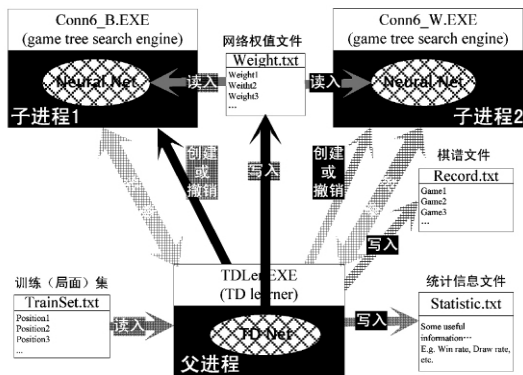 Conn6_B.EXE
(game tree search engine)
Neural Net
子进程1
网络权值文件
Weight.txt
Weight1
Weitht2
Weight3
...
Conn6_W.EXE
(game tree search engine)
Neural Net
子进程2
读入
读入
创建
或
撤销
写入
创建
或
撤销
棋谱文件
Record.txt
Game1
Game2
Game3
...
写入
训练（局面）集
TrainSet.txt
Position1
Position2
Position3
...
读入
TDLer.EXE
(TD learner)
TD Net
父进程
写入
统计信息文件
Statistic.txt
Some useful
information…
E.g. Win rate, Draw rate,
etc.